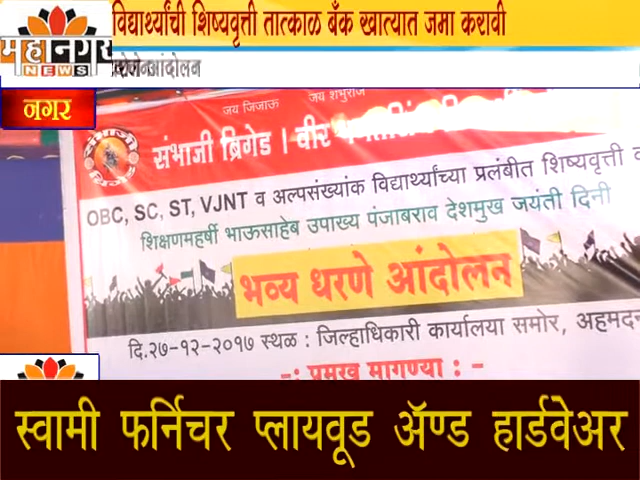 विद्यार्थ्यांची शिष्यवृत्ती तात्काळ बँक खात्यात जमा करावी
महानगर
NEWS
आंदोलन
नगर
जय जिजाऊ जय शंभुराजे
संभाजी ब्रिगेड । वीर
OBC, SC, ST, VJNT व अल्पसंख्यांक विद्यार्थ्यांच्या प्रलंबीत शिष्यवृत्ती
शिक्षणमहर्षी भाऊसाहेब उपाख्य पंजाबराव देशमुख जयंती दिनी
भव्य धरणे आंदोलन
दि.२७-१२-२०१७ स्थळ : जिल्हाधिकारी कार्यालया समोर, अहमदन
-: प्रमुख मागण्या : -
स्वामी फर्निचर प्लायवूड ॲण्ड हार्डवेअर